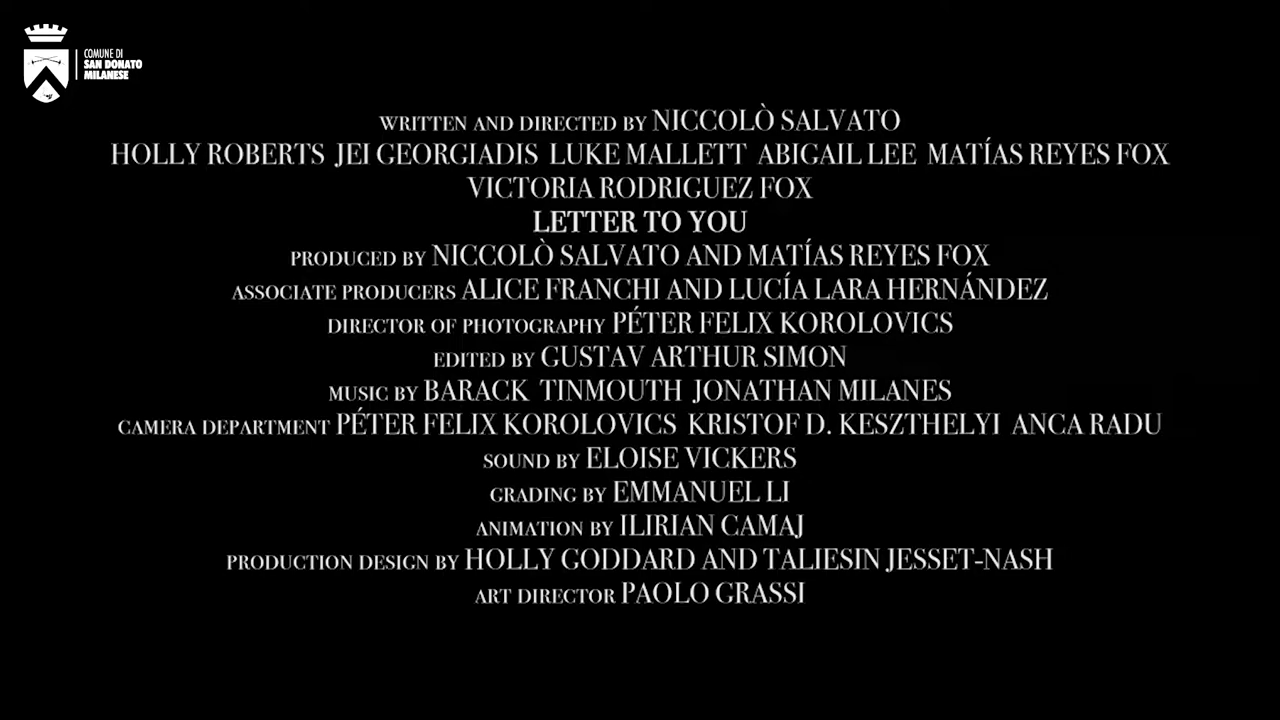 COMUNE DI
SAN DONATO
MILANESE
WRITTEN AND DIRECTED BY NICCOLÒ SALVATO
HOLLY ROBERTS JEI GEORGIADIS LUKE MALLETT ABIGAIL LEE MATÍAS REYES FOX
VICTORIA RODRIGUEZ FOX
LETTER TO YOU
PRODUCED BY NICCOLÒ SALVATO AND MATÍAS REYES FOX
ASSOCIATE PRODUCERS ALICE FRANCHI AND LUCÍA LARA HERNÁNDEZ
DIRECTOR OF PHOTOGRAPHY PÉTER FELIX KOROLOVICS
EDITED BY GUSTAV ARTHUR SIMON
MUSIC BY BARACK TINMOUTH JONATHAN MILANES
CAMERA DEPARTMENT PÉTER FELIX KOROLOVICS KRISTOF D. KESZTHELYI ANCA RADU
SOUND BY ELOISE VICKERS
GRADING BY EMMANUEL LI
ANIMATION BY ILIRIAN CAMAJ
PRODUCTION DESIGN BY HOLLY GODDARD AND TALIESIN JESSET-NASH
ART DIRECTOR PAOLO GRASSI